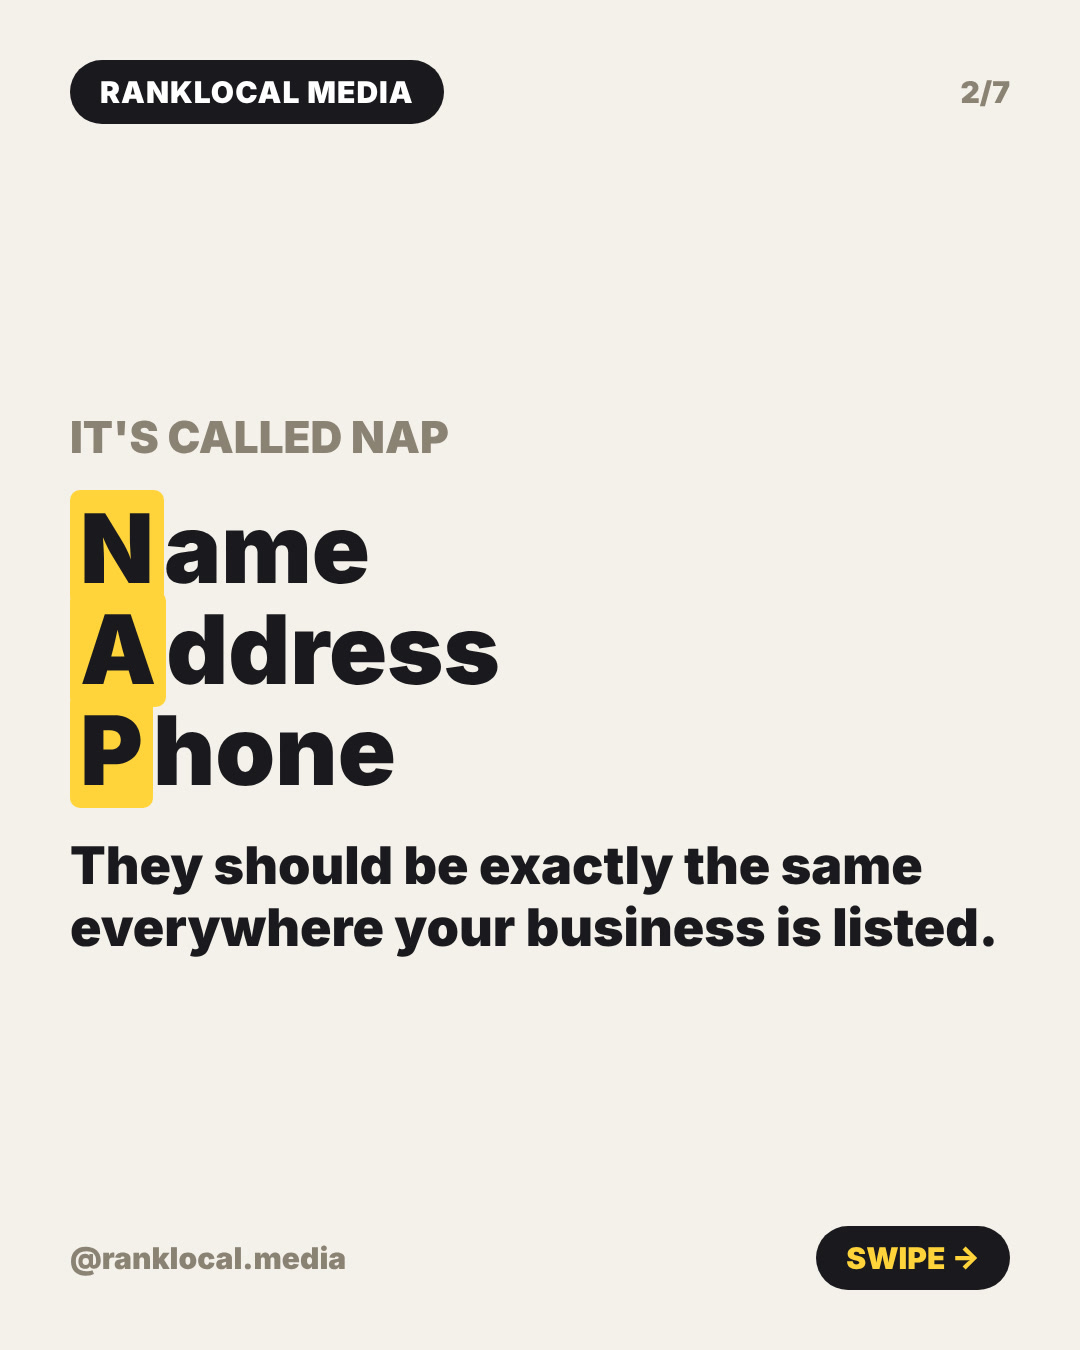 RANKLOCAL MEDIA
2/7
IT'S CALLED NAP
Name
Address
Phone
They should be exactly the same
everywhere your business is listed.
@ranklocal.media
SWIPE →